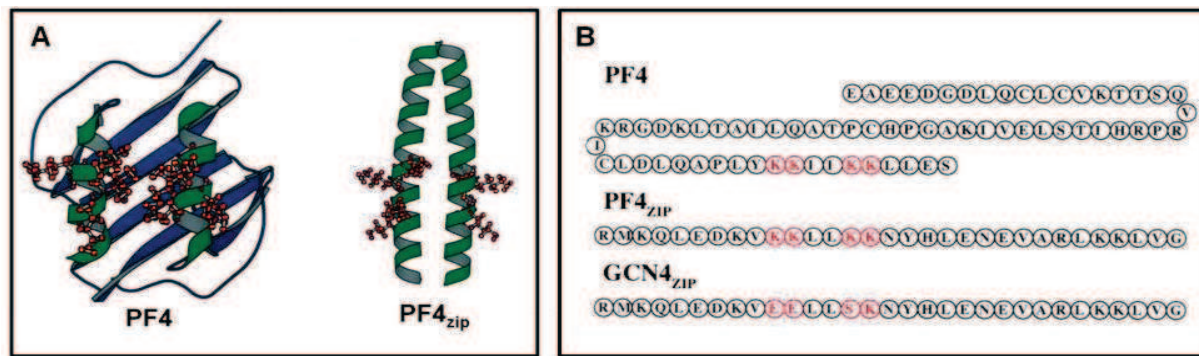 A
PF4
PF4zip
B
PF4
EAEEDGDLQCLCVKTTSQ
V
KRGDKLTAILQATPCHPGAKIVELSTIHRPR
I
CLDLQAPLYKKIIKKLLES
PF4ZIP
RMKQLEDKVKKLLKKNYHLENEVARLKKLVG
GCN4ZIP
RMKQLEDKVEELLSKNYHLENEVARLKKLVG